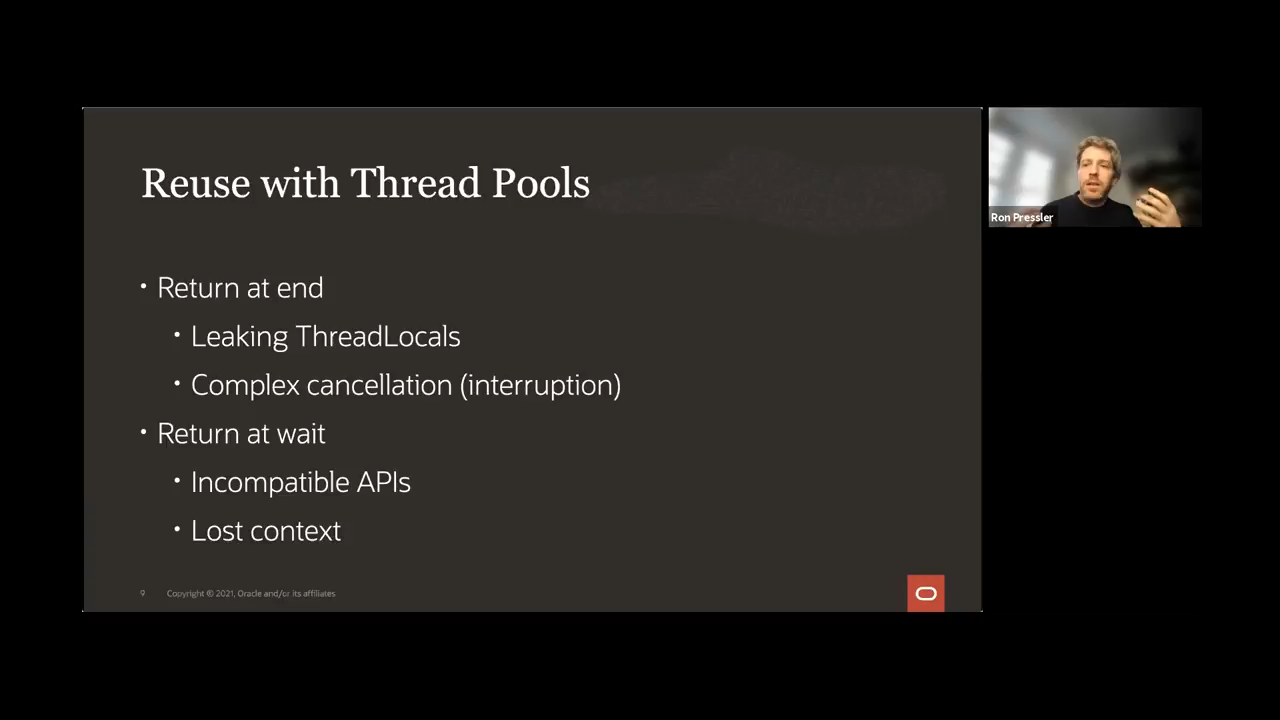 Reuse with Thread Pools
• Return at end
• Leaking ThreadLocals
• Complex cancellation (interruption)
• Return at wait
• Incompatible APIs
• Lost context
9 Copyright © 2021, Oracle and/or its affiliates
Ron Pressler